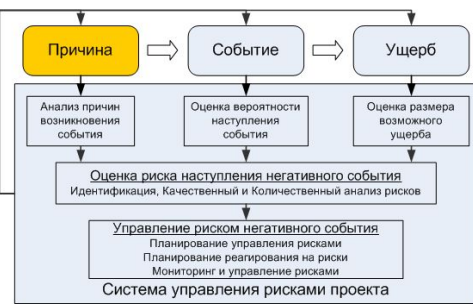 Причина
Событие
Ущерб
Анализ причин
возникновения
события
Оценка вероятности
наступления
события
Оценка размера
возможного
ущерба
Оценка риска наступления негативного события
Идентификация, Качественный и Количественный анализ рисков
Управление риском негативного события
Планирование управления рисками
Планирование реагирования на риски
Мониторинг и управление рисками
Система управления рисками проекта